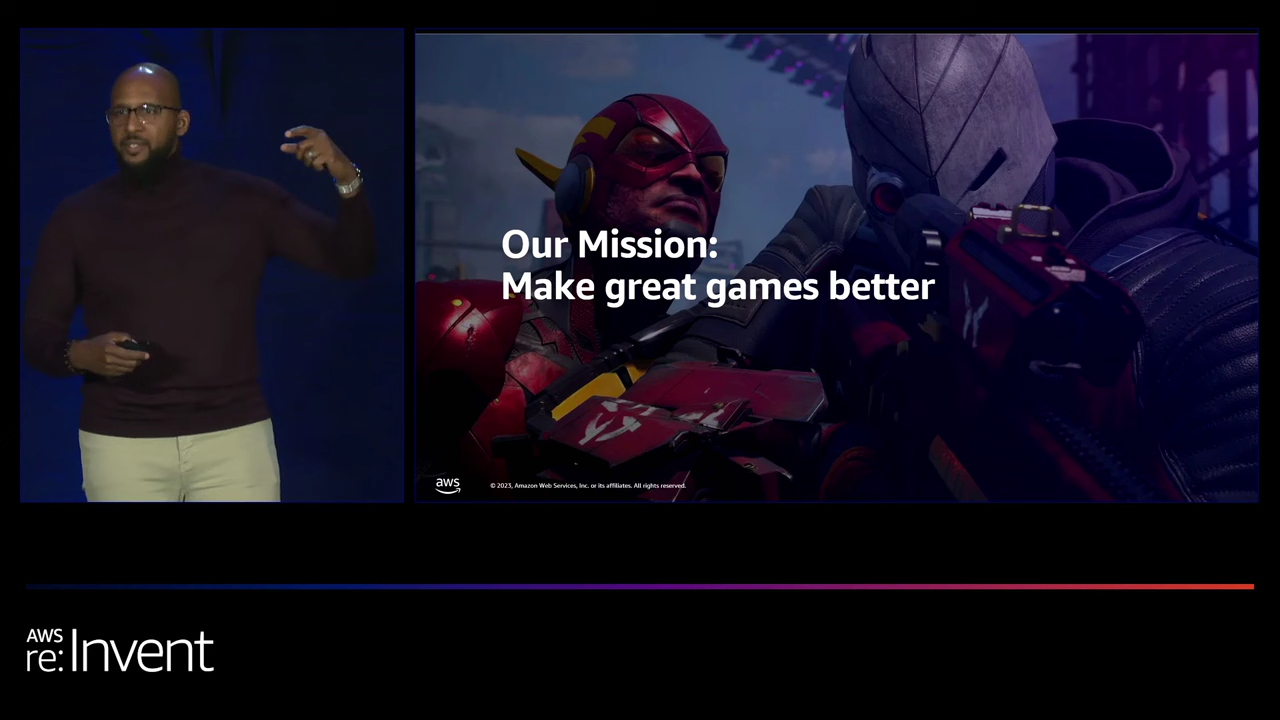 Our Mission:
Make great games better
aws
© 2023, Amazon Web Services, Inc. or its affiliates. All rights reserved.
AWS
re:Invent